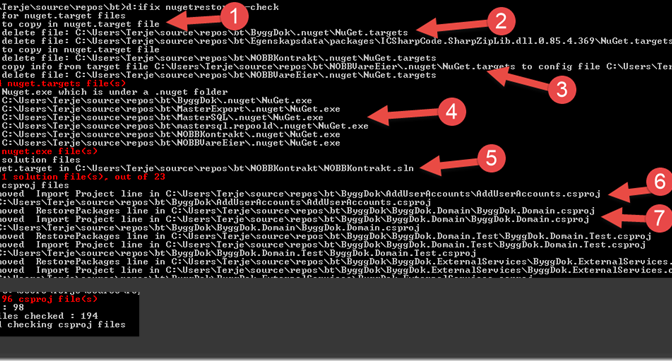 Terje\source\repos\bt>d:ifix nugetrestore --check
for nuget.target files
to copy in nuget.target file
delete file: C:\Users\Terje\source\repos\bt\ByggDok\.nuget\NuGet.targets
delete file: C:\Users\Terje\source\repos\bt\Egenskapsdata\packages\ICSharpCode.SharpZipLib.dll.0.85.4.369\NuGet.targets
to copy in nuget.target file
delete file: C:\Users\Terje\source\repos\bt\NOBBKontrakt\.nuget\NuGet.targets
copy info from target file C:\Users\Terje\source\repos\bt\NOBBVareEier\.nuget\NuGet.targets to config file C:\Users\Terje\s
delete file: C:\Users\Terje\source\repos\bt\NOBBVareEier\.nuget\NuGet.targets
d nuget.targets file(s)
Nuget.exe which is under a .nuget folder
C:\Users\Terje\source\repos\bt\ByggDok\.nuget\NuGet.exe
C:\Users\Terje\source\repos\bt\MasterExport\.nuget\NuGet.exe
C:\Users\Terje\source\repos\bt\MasterSQL\.nuget\NuGet.exe
C:\Users\Terje\source\repos\bt\mastersql.repoold\.nuget\NuGet.exe
C:\Users\Terje\source\repos\bt\NOBBKontrakt\.nuget\NuGet.exe
C:\Users\Terje\source\repos\bt\NOBBVareEier\.nuget\NuGet.exe
nuget.exe file(s)
solution files
get.target in C:\Users\Terje\source\repos\bt\NOBBKontrakt\NOBBKontrakt.sln
1 solution file(s), out of 23
csproj files
moved Import Project line in C:\Users\Terje\source\repos\bt\ByggDok\AddUserAccounts\AddUserAccounts.csproj
C:\Users\Terje\source\repos\bt\ByggDok\AddUserAccounts\AddUserAccounts.csproj
moved RestorePackages line in C:\Users\Terje\source\repos\bt\ByggDok\ByggDok.Domain\ByggDok.Domain.csproj
moved Import Project line in C:\Users\Terje\source\repos\bt\ByggDok\ByggDok.Domain\ByggDok.Domain.csproj
C:\Users\Terje\source\repos\bt\ByggDok\ByggDok.Domain\ByggDok.Domain.csproj
moved RestorePackages line in C:\Users\Terje\source\repos\bt\ByggDok\ByggDok.Domain.Test\ByggDok.Domain.Test.csproj
moved Import Project line in C:\Users\Terje\source\repos\bt\ByggDok\ByggDok.Domain.Test\ByggDok.Domain.Test.csproj
C:\Users\Terje\source\repos\bt\ByggDok\ByggDok.Domain.Test\ByggDok.Domain.Test.csproj
moved RestorePackages line in C:\Users\Terje\source\repos\bt\ByggDok\ByggDok.ExternalServices\ByggDok.ExternalServices.
moved Import Project line in C:\Users\Terje\source\repos\bt\ByggDok\ByggDok.ExternalServices\ByggDok.ExternalServices.cs
96 csproj file(s)
: 98
files checked : 194
d checking csproj files
1
2
3
4
5
6
7